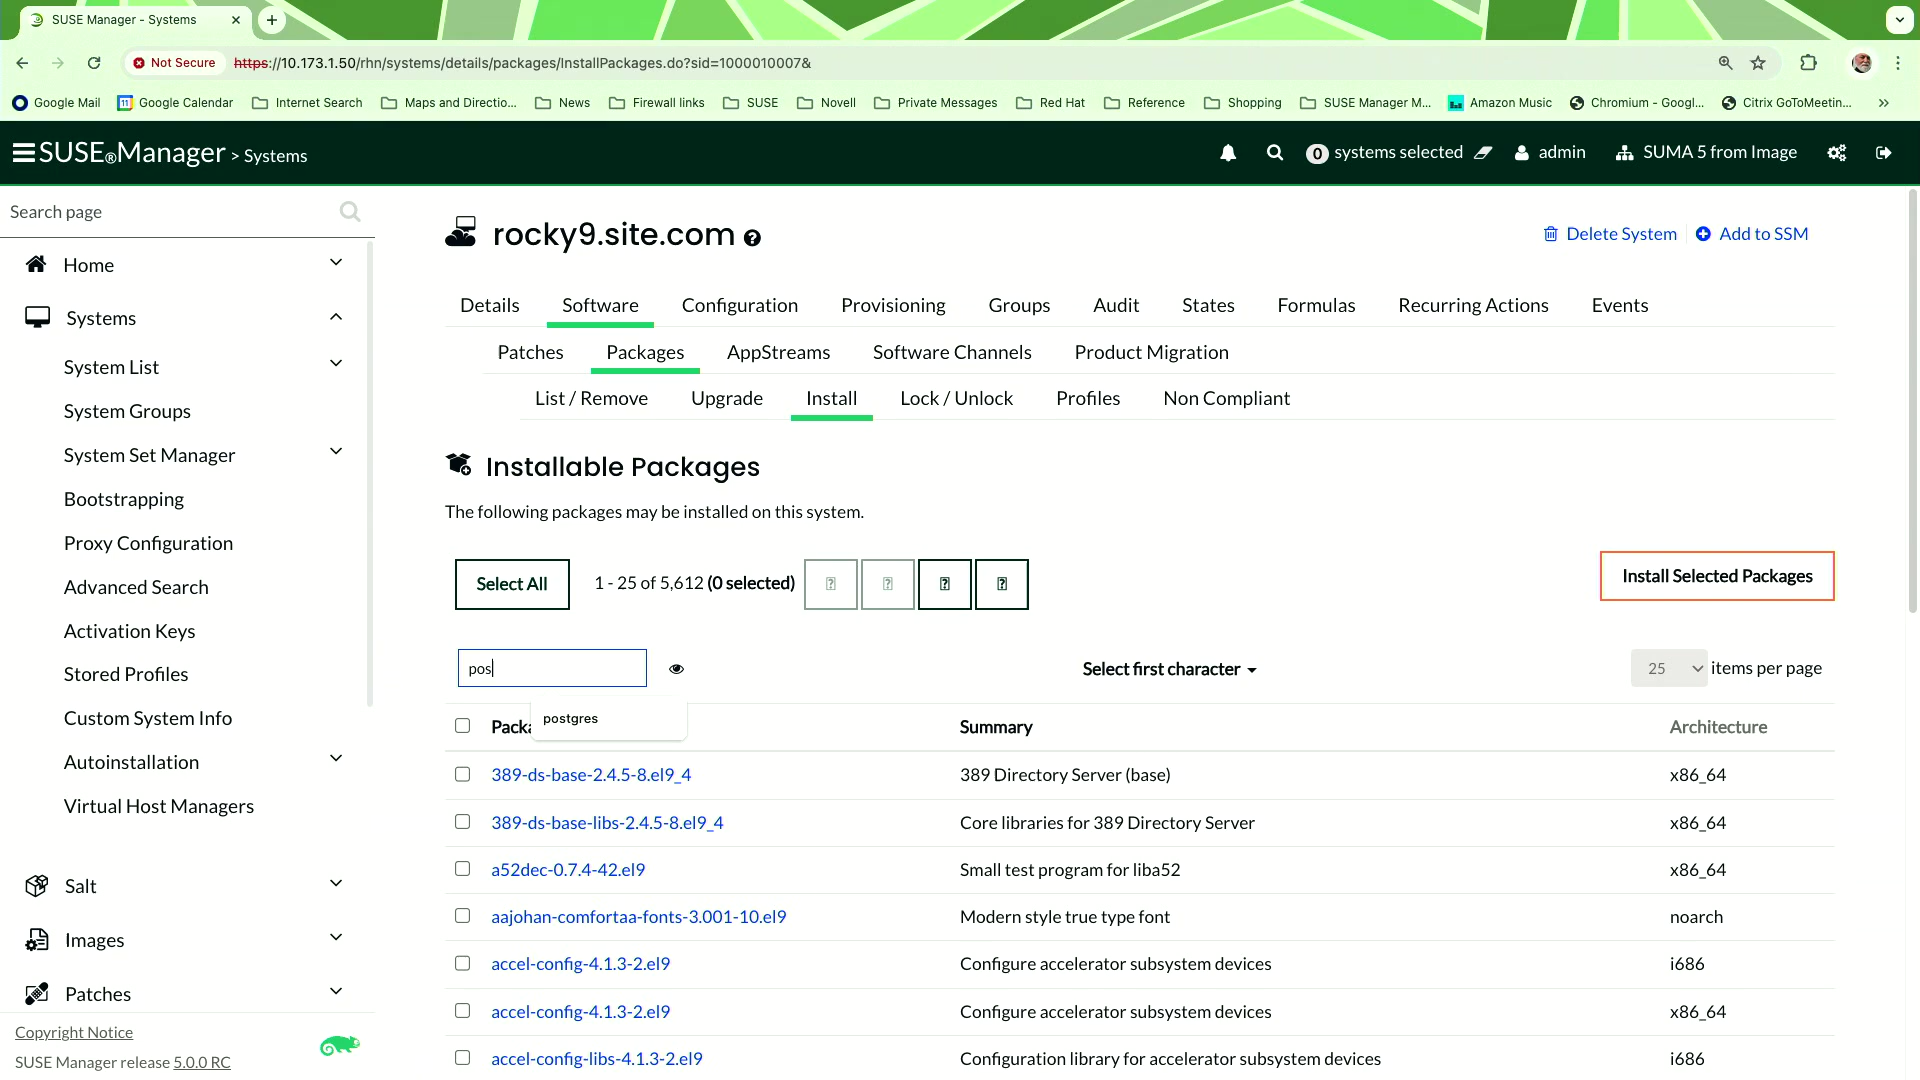 SUSE Manager - Systems
Not Secure https://10.173.1.50/rhn/systems/details/packages/InstallPackages.do?sid=1000010007&
Google Mail Google Calendar Internet Search Maps and Directio... News Firewall links SUSE Novell Private Messages Red Hat Reference Shopping SUSE Manager M... Amazon Music Chromium - Googl... Citrix GoToMeetin...
SUSE®Manager > Systems 0 systems selected admin SUMA 5 from Image
Search page
Home
Systems
System List
System Groups
System Set Manager
Bootstrapping
Proxy Configuration
Advanced Search
Activation Keys
Stored Profiles
Custom System Info
Autoinstallation
Virtual Host Managers
Salt
Images
Patches
Copyright Notice
SUSE Manager release 5.0.0 RC
rocky9.site.com
Delete System Add to SSM
Details Software Configuration Provisioning Groups Audit States Formulas Recurring Actions Events
Patches Packages AppStreams Software Channels Product Migration
List / Remove Upgrade Install Lock / Unlock Profiles Non Compliant
Installable Packages
The following packages may be installed on this system.
Select All 1 - 25 of 5,612 (0 selected) Install Selected Packages
pos Select first character 25 items per page
postgres
Packa Summary Architecture
389-ds-base-2.4.5-8.el9_4 389 Directory Server (base) x86_64
389-ds-base-libs-2.4.5-8.el9_4 Core libraries for 389 Directory Server x86_64
a52dec-0.7.4-42.el9 Small test program for liba52 x86_64
aajohan-comfortaa-fonts-3.001-10.el9 Modern style true type font noarch
accel-config-4.1.3-2.el9 Configure accelerator subsystem devices i686
accel-config-4.1.3-2.el9 Configure accelerator subsystem devices x86_64
accel-config-libs-4.1.3-2.el9 Configuration library for accelerator subsystem devices i686